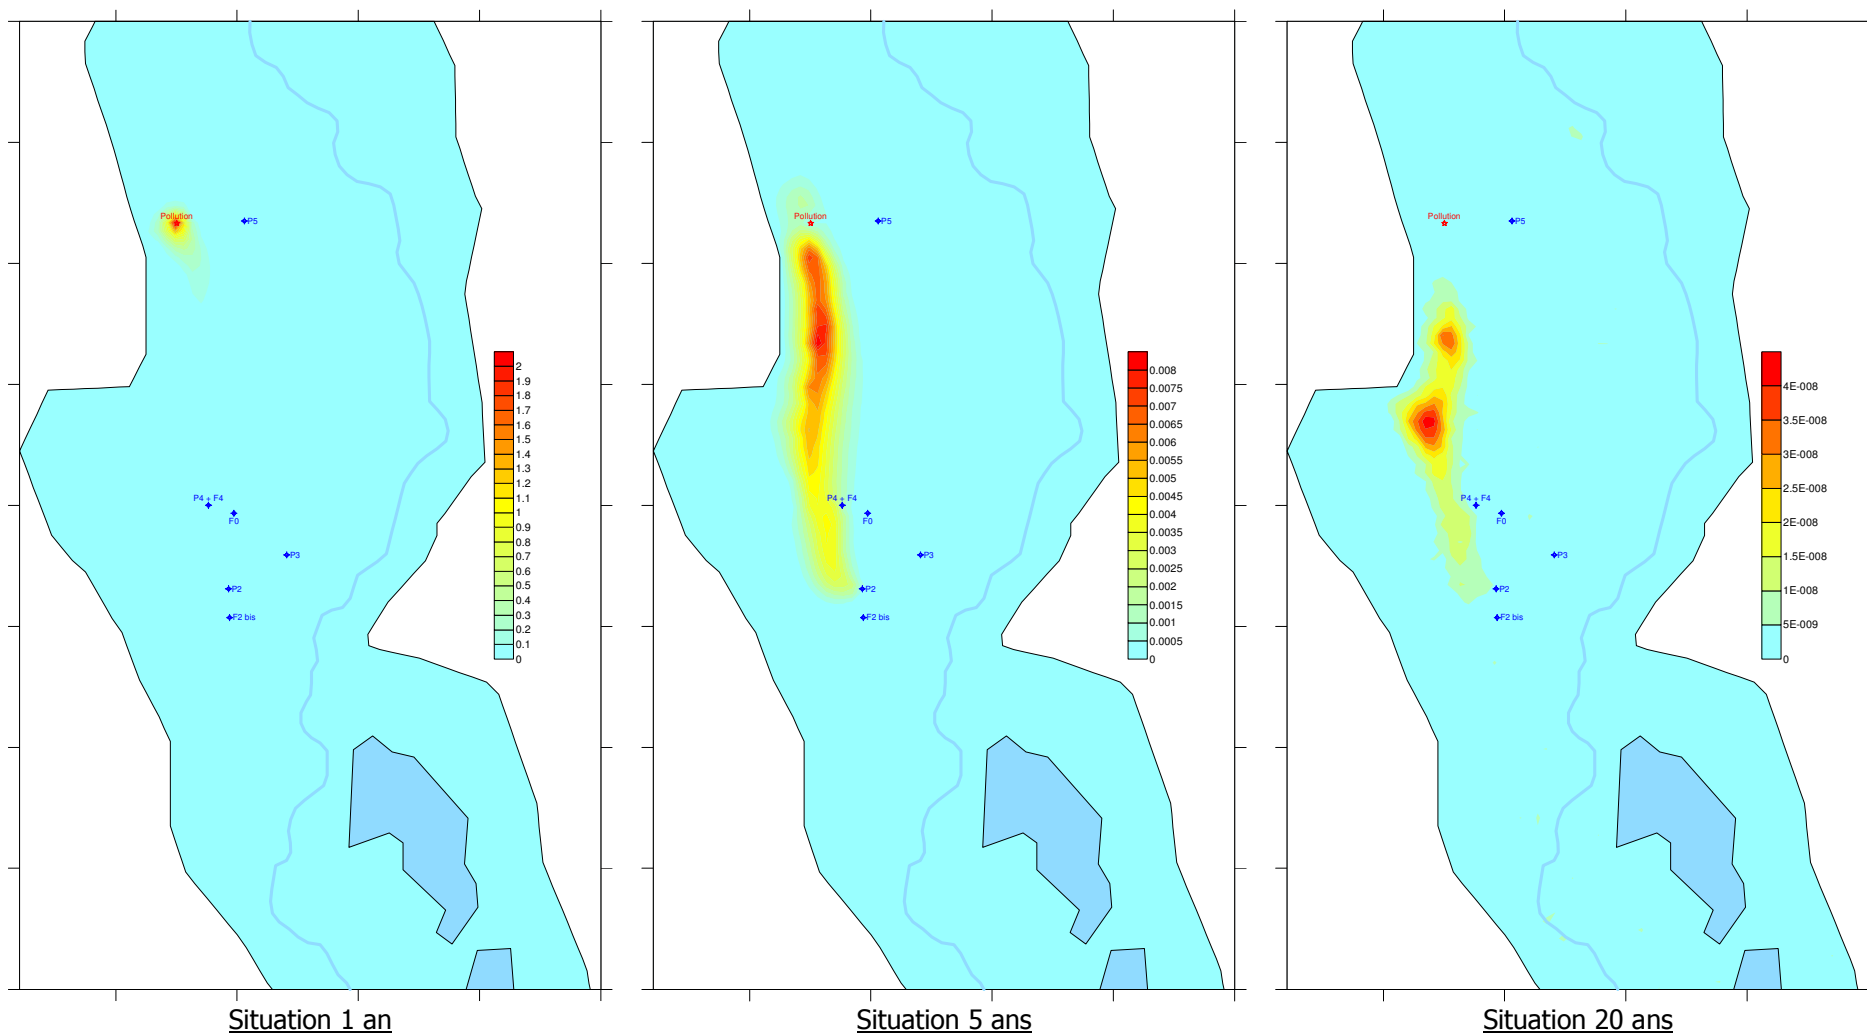 Pollution
P5
P4 + F4
F0
P3
P2
F2 bis
2
1.9
1.8
1.7
1.6
1.5
1.4
1.3
1.2
1.1
1
0.9
0.8
0.7
0.6
0.5
0.4
0.3
0.2
0.1
0
Situation 1 an
Pollution
P5
P4 + F4
F0
P3
P2
F2 bis
0.008
0.0075
0.007
0.0065
0.006
0.0055
0.005
0.0045
0.004
0.0035
0.003
0.0025
0.002
0.0015
0.001
0.0005
0
Situation 5 ans
Pollution
P5
P4 + F4
F0
P3
P2
F2 bis
4E-008
3.5E-008
3E-008
2.5E-008
2E-008
1.5E-008
1E-008
5E-009
0
Situation 20 ans